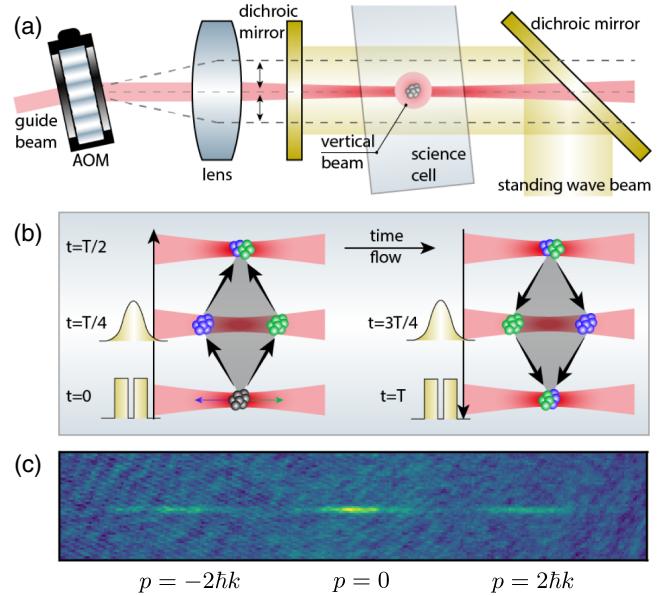 (a)
dichroic
mirror
dichroic mirror
guide
beam
AOM
lens
vertical
beam
science
cell
standing wave beam
(b)
t=T/2
time
flow
t=T/4
t=3T/4
t=0
t=T
(c)
p = −2ħk
p = 0
p = 2ħk